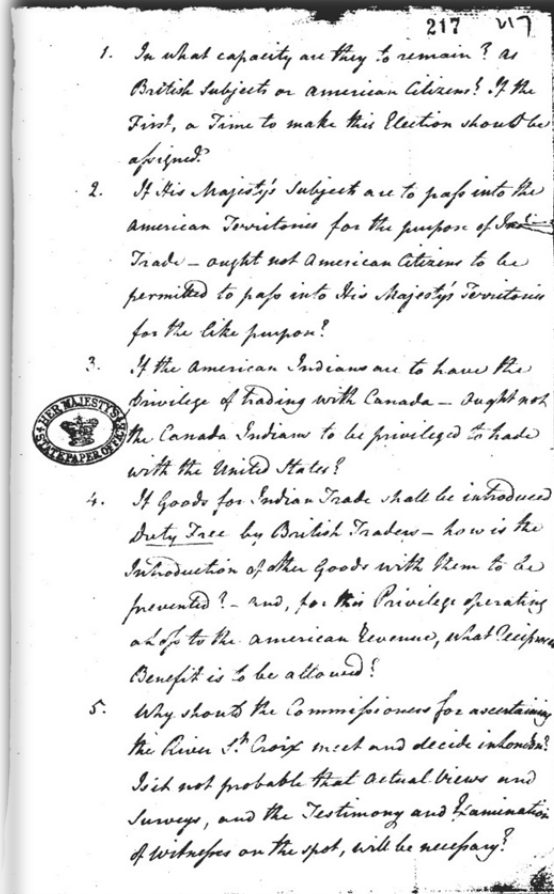 217 217
1. In what capacity are they to remain? as
British Subjects or American Citizens? If the
First, a Time to make this Election should be
assigned?
2. If His Majesty's Subjects are to pass into the
American Territories for the purpose of Indian
Trade – ought not American Citizens to be
permitted to pass into His Majesty's Territories
for the like purpose?
3. If the American Indians are to have the
Privilege of trading with Canada – ought not
the Canada Indians to be privileged to trade
with the United States?
4. If Goods for Indian Trade shall be introduced
Duty Free by British Traders – how is the
Introduction of other Goods with them to be
prevented? – and, for this Privilege operating
a loss to the American Revenue, what reciprocal
Benefit is to be allowed?
5. Why should the Commissioners for ascertaining
the River St. Croix meet and decide in London?
Is it not probable that actual Views and
Surveys, and the Testimony and Examination
of Witnesses on the spot, will be necessary?
HER MAJESTY'S
STATE PAPER OFFICE